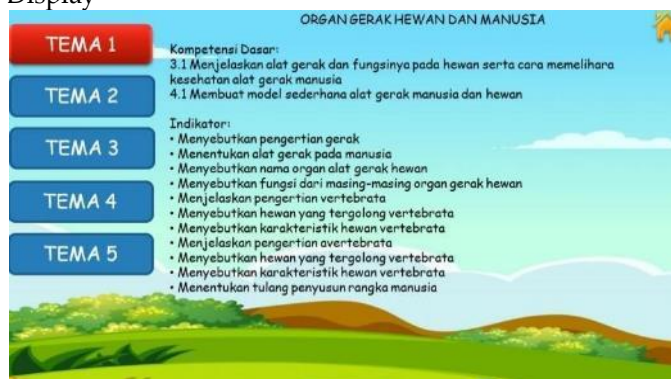 Display
ORGAN GERAK HEWAN DAN MANUSIA
TEMA 1
TEMA 2
TEMA 3
TEMA 4
TEMA 5
Kompetensi Dasar:
3.1 Menjelaskan alat gerak dan fungsinya pada hewan serta cara memelihara
kesehatan alat gerak manusia
4.1 Membuat model sederhana alat gerak manusia dan hewan
Indikator:
• Menyebutkan pengertian gerak
• Menentukan alat gerak pada manusia
• Menyebutkan nama organ alat gerak hewan
• Menyebutkan fungsi dari masing-masing organ gerak hewan
• Menjelaskan pengertian vertebrata
• Menyebutkan hewan yang tergolong vertebrata
• Menyebutkan karakteristik hewan vertebrata
• Menjelaskan pengertian avertebrata
• Menyebutkan hewan yang tergolong vertebrata
• Menyebutkan karakteristik hewan vertebrata
• Menentukan tulang penyusun rangka manusia